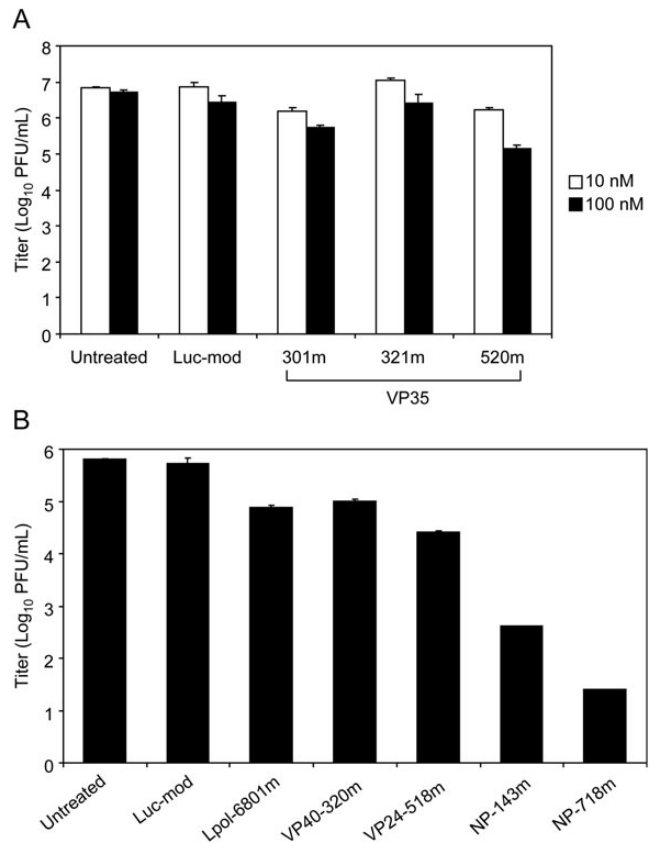 A
Titer (Log10 PFU/mL)
8
7
6
5
4
3
2
1
0
10 nM
100 nM
Untreated Luc-mod 301m 321m 520m
VP35
B
Titer (Log10 PFU/mL)
6
5
4
3
2
1
0
Untreated
Luc-mod
Lpol-6801m
VP40-320m
VP24-518m
NP-143m
NP-718m